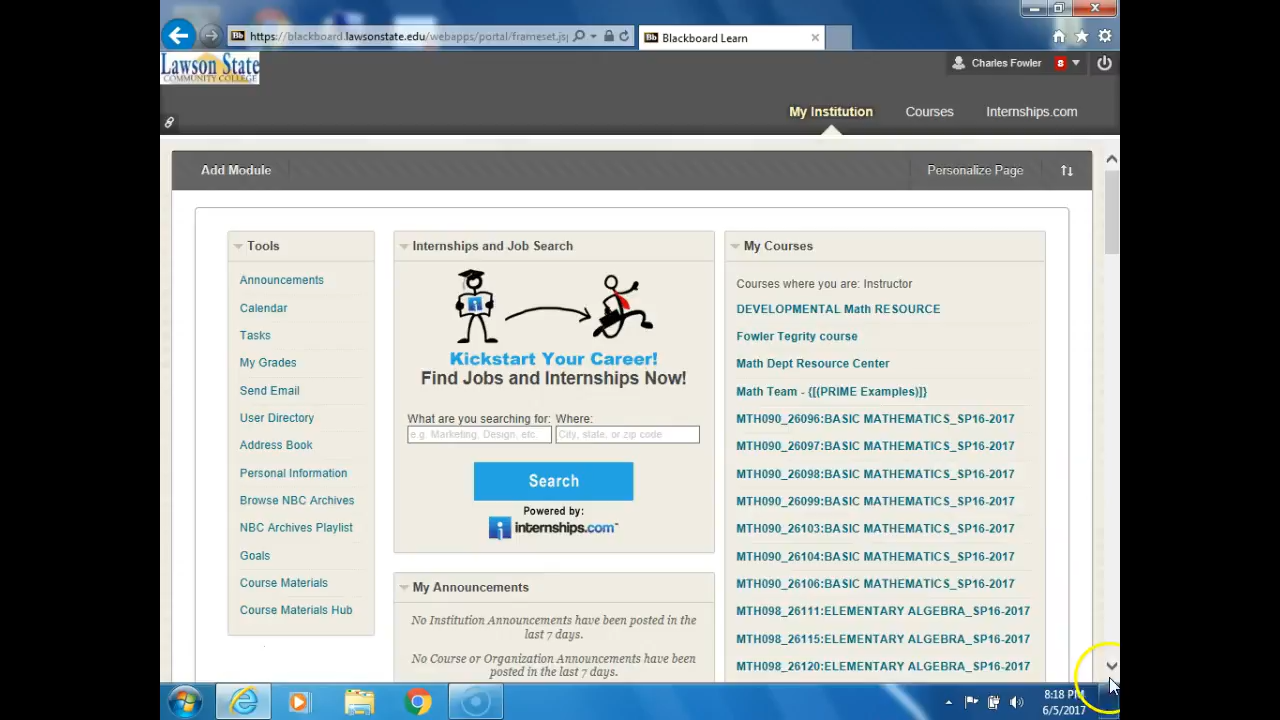 https://blackboard.lawsonstate.edu/webapps/portal/frameset.jsp
Bb Blackboard Learn
Lawson State
COMMUNITY COLLEGE
Charles Fowler 8
My Institution Courses Internships.com
Add Module Personalize Page
Tools
Announcements
Calendar
Tasks
My Grades
Send Email
User Directory
Address Book
Personal Information
Browse NBC Archives
NBC Archives Playlist
Goals
Course Materials
Course Materials Hub
Internships and Job Search
Kickstart Your Career!
Find Jobs and Internships Now!
What are you searching for: Where:
e.g. Marketing, Design, etc. City, state, or zip code
Search
Powered by:
internships.com
My Announcements
No Institution Announcements have been posted in the
last 7 days.
No Course or Organization Announcements have been
posted in the last 7 days.
My Courses
Courses where you are: Instructor
DEVELOPMENTAL Math RESOURCE
Fowler Tegrity course
Math Dept Resource Center
Math Team - {[(PRIME Examples)]}
MTH090_26096:BASIC MATHEMATICS_SP16-2017
MTH090_26097:BASIC MATHEMATICS_SP16-2017
MTH090_26098:BASIC MATHEMATICS_SP16-2017
MTH090_26099:BASIC MATHEMATICS_SP16-2017
MTH090_26103:BASIC MATHEMATICS_SP16-2017
MTH090_26104:BASIC MATHEMATICS_SP16-2017
MTH090_26106:BASIC MATHEMATICS_SP16-2017
MTH098_26111:ELEMENTARY ALGEBRA_SP16-2017
MTH098_26115:ELEMENTARY ALGEBRA_SP16-2017
MTH098_26120:ELEMENTARY ALGEBRA_SP16-2017
8:18 PM
6/5/2017